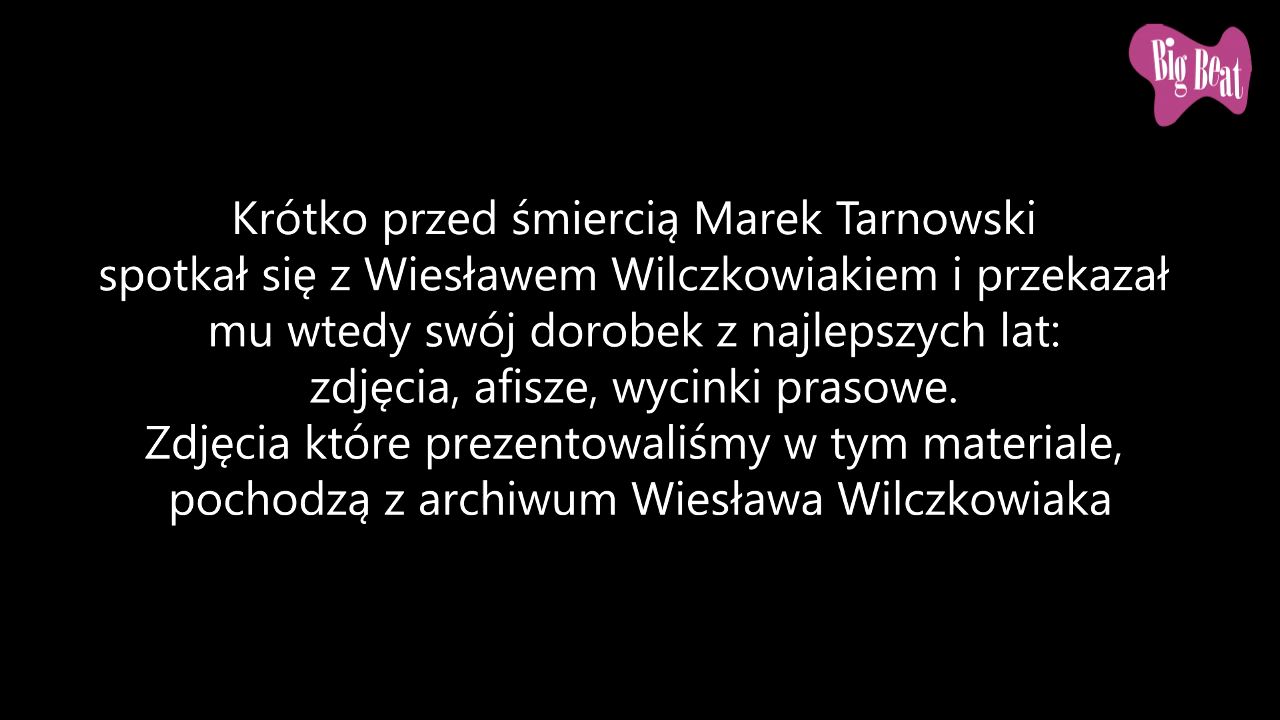 Big Beat
Krótko przed śmiercią Marek Tarnowski
spotkał się z Wiesławem Wilczkowiakiem i przekazał
mu wtedy swój dorobek z najlepszych lat:
zdjęcia, afisze, wycinki prasowe.
Zdjęcia które prezentowaliśmy w tym materiale,
pochodzą z archiwum Wiesława Wilczkowiaka